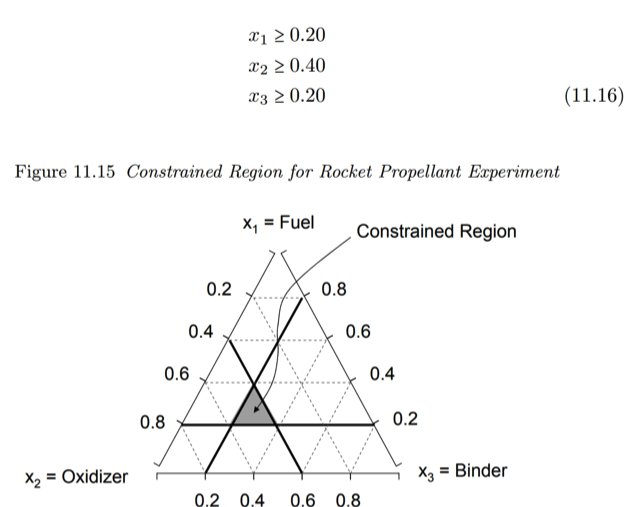 x₁ ≥ 0.20
x₂ ≥ 0.40
x₃ ≥ 0.20 (11.16)
Figure 11.15 Constrained Region for Rocket Propellant Experiment
x₁ = Fuel
Constrained Region
0.2 0.8
0.4 0.6
0.6 0.4
0.8 0.2
x₂ = Oxidizer x₃ = Binder
0.2 0.4 0.6 0.8